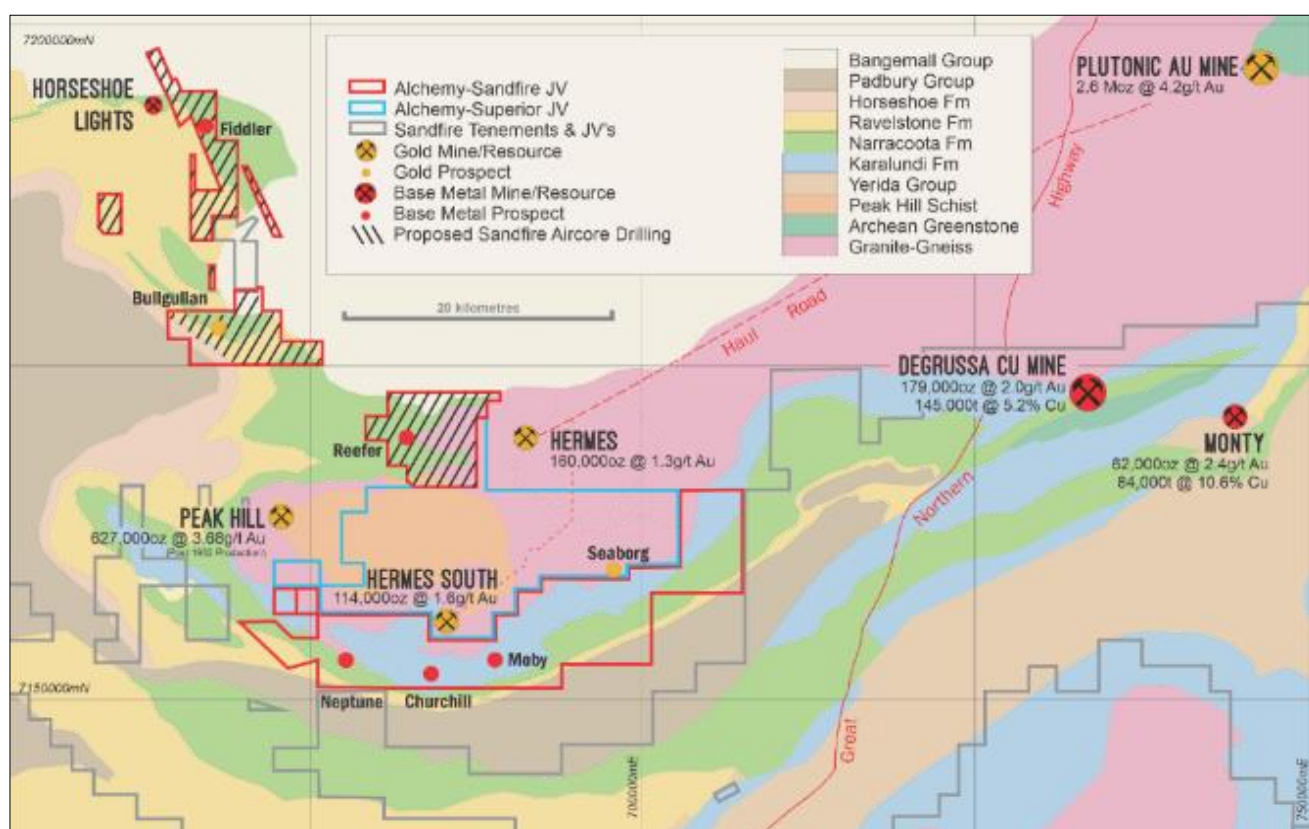 7200000mN
HORSESHOE
LIGHTS
Fiddler
Bullgullan
Alchemy-Sandfire JV
Alchemy-Superior JV
Sandfire Tenements & JV's
Gold Mine/Resource
Gold Prospect
Base Metal Mine/Resource
Base Metal Prospect
Proposed Sandfire Aircore Drilling
20 kilometres
Bangemall Group
Padbury Group
Horseshoe Fm
Ravelstone Fm
Narracoota Fm
Karalundi Fm
Yerida Group
Peak Hill Schist
Archean Greenstone
Granite-Gneiss
PLUTONIC AU MINE
2.6 Moz @ 4.2g/t Au
Highway
Haul Road
DEGRUSSA CU MINE
179,000oz @ 2.0g/t Au
145,000t @ 5.2% Cu
MONTY
62,000oz @ 2.4g/t Au
84,000t @ 10.6% Cu
Reefer
HERMES
160,000oz @ 1.3g/t Au
Northern
PEAK HILL
627,000oz @ 3.68g/t Au
Seaborg
HERMES SOUTH
114,000oz @ 1.6g/t Au
Moby
Neptune
Churchill
7150000mN
Great
700000mE
750000mE